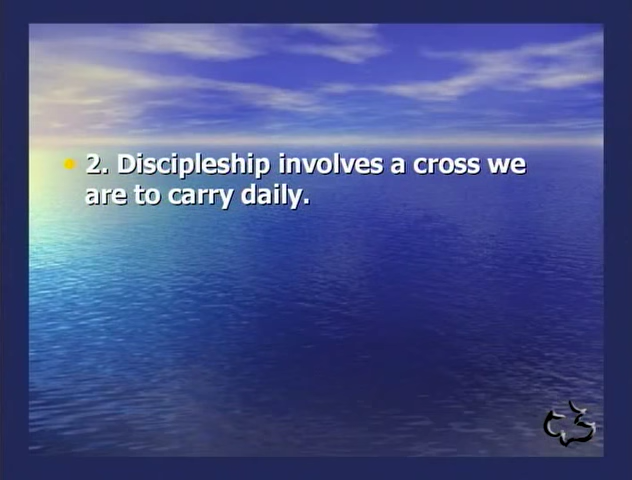 • 2. Discipleship involves a cross we
are to carry daily.